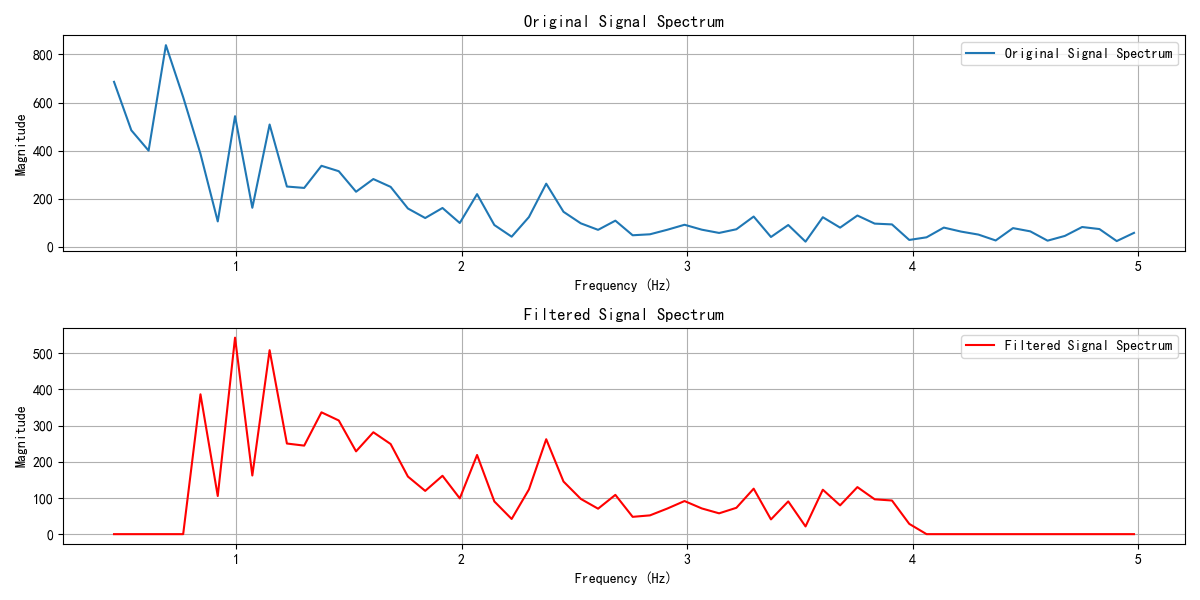 Original Signal Spectrum
Original Signal Spectrum
800
600
400
200
0
Magnitude
1 2 3 4 5
Frequency (Hz)
Filtered Signal Spectrum
Filtered Signal Spectrum
500
400
300
200
100
0
Magnitude
1 2 3 4 5
Frequency (Hz)